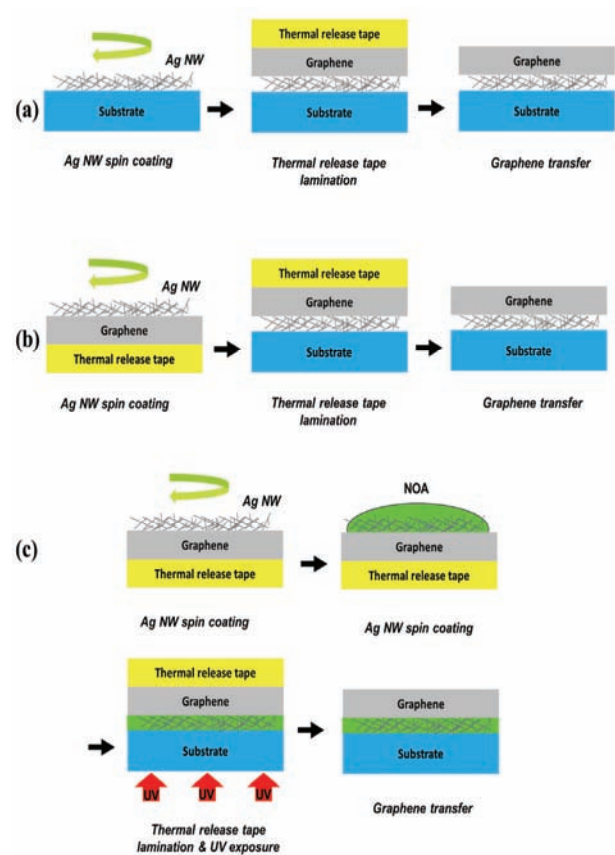 Ag NW
Substrate
Ag NW spin coating
Thermal release tape
Graphene
Substrate
Thermal release tape
lamination
Graphene
Substrate
Graphene transfer
(a)
Ag NW
Graphene
Thermal release tape
Ag NW spin coating
Thermal release tape
Graphene
Substrate
Thermal release tape
lamination
Graphene
Substrate
Graphene transfer
(b)
Ag NW
Graphene
Thermal release tape
Ag NW spin coating
NOA
Graphene
Thermal release tape
Ag NW spin coating
(c)
Thermal release tape
Graphene
Substrate
UV UV UV
Thermal release tape
lamination & UV exposure
Graphene
Substrate
Graphene transfer